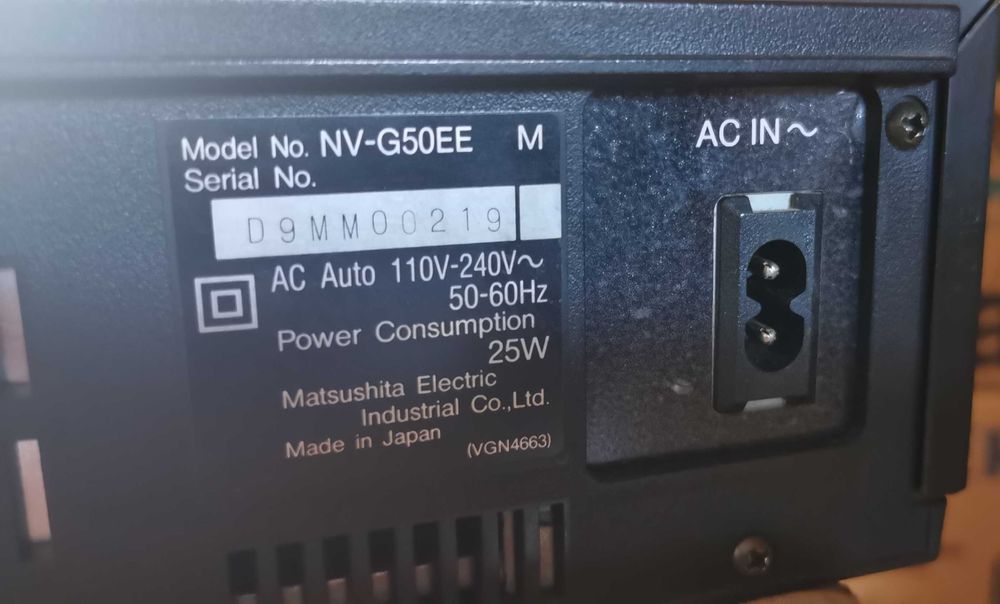 Model No. NV-G50EE M
Serial No.
D9MM00219
AC Auto 110V-240V~
50-60Hz
Power Consumption
25W
Matsushita Electric
Industrial Co.,Ltd.
Made in Japan
(VGN4663)
AC IN~